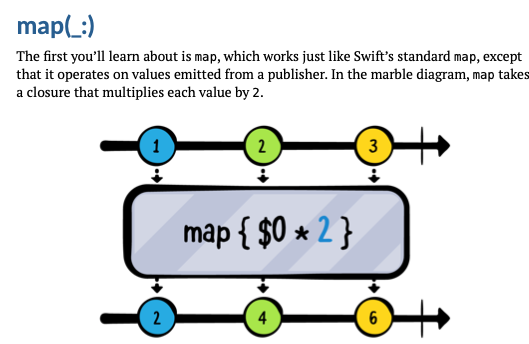 map(_:)
The first you’ll learn about is map, which works just like Swift’s standard map, except
that it operates on values emitted from a publisher. In the marble diagram, map takes
a closure that multiplies each value by 2.
1 2 3
map { $0 * 2 }
2 4 6